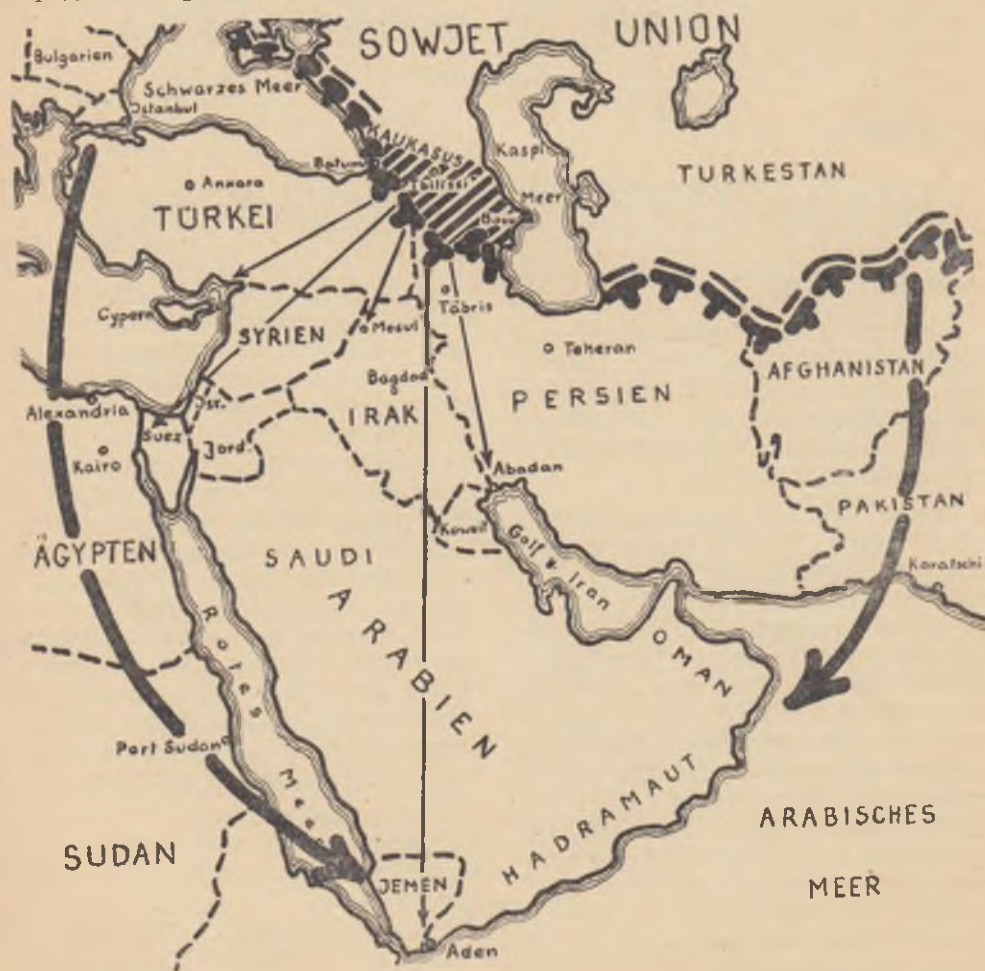 SOWJET UNION
Bulgarien
Schwarzes Meer
Istanbul
KAUKASUS
Batum
Tbilissi
Baku
Kaspi
Meer
TURKESTAN
Ankara
TÜRKEI
Cypern
SYRIEN
Mosul
Täbris
Teheran
PERSIEN
AFGHANISTAN
Bagdad
IRAK
Alexandria
Isr.
Suez
Jord.
Kairo
Abadan
Koweit
PAKISTAN
Karatschi
ÄGYPTEN
SAUDI
ARABIEN
Golf v. Iran
OMAN
Rotes
Meer
Port Sudan
HADRAMAUT
ARABISCHES
MEER
SUDAN
JEMEN
Aden